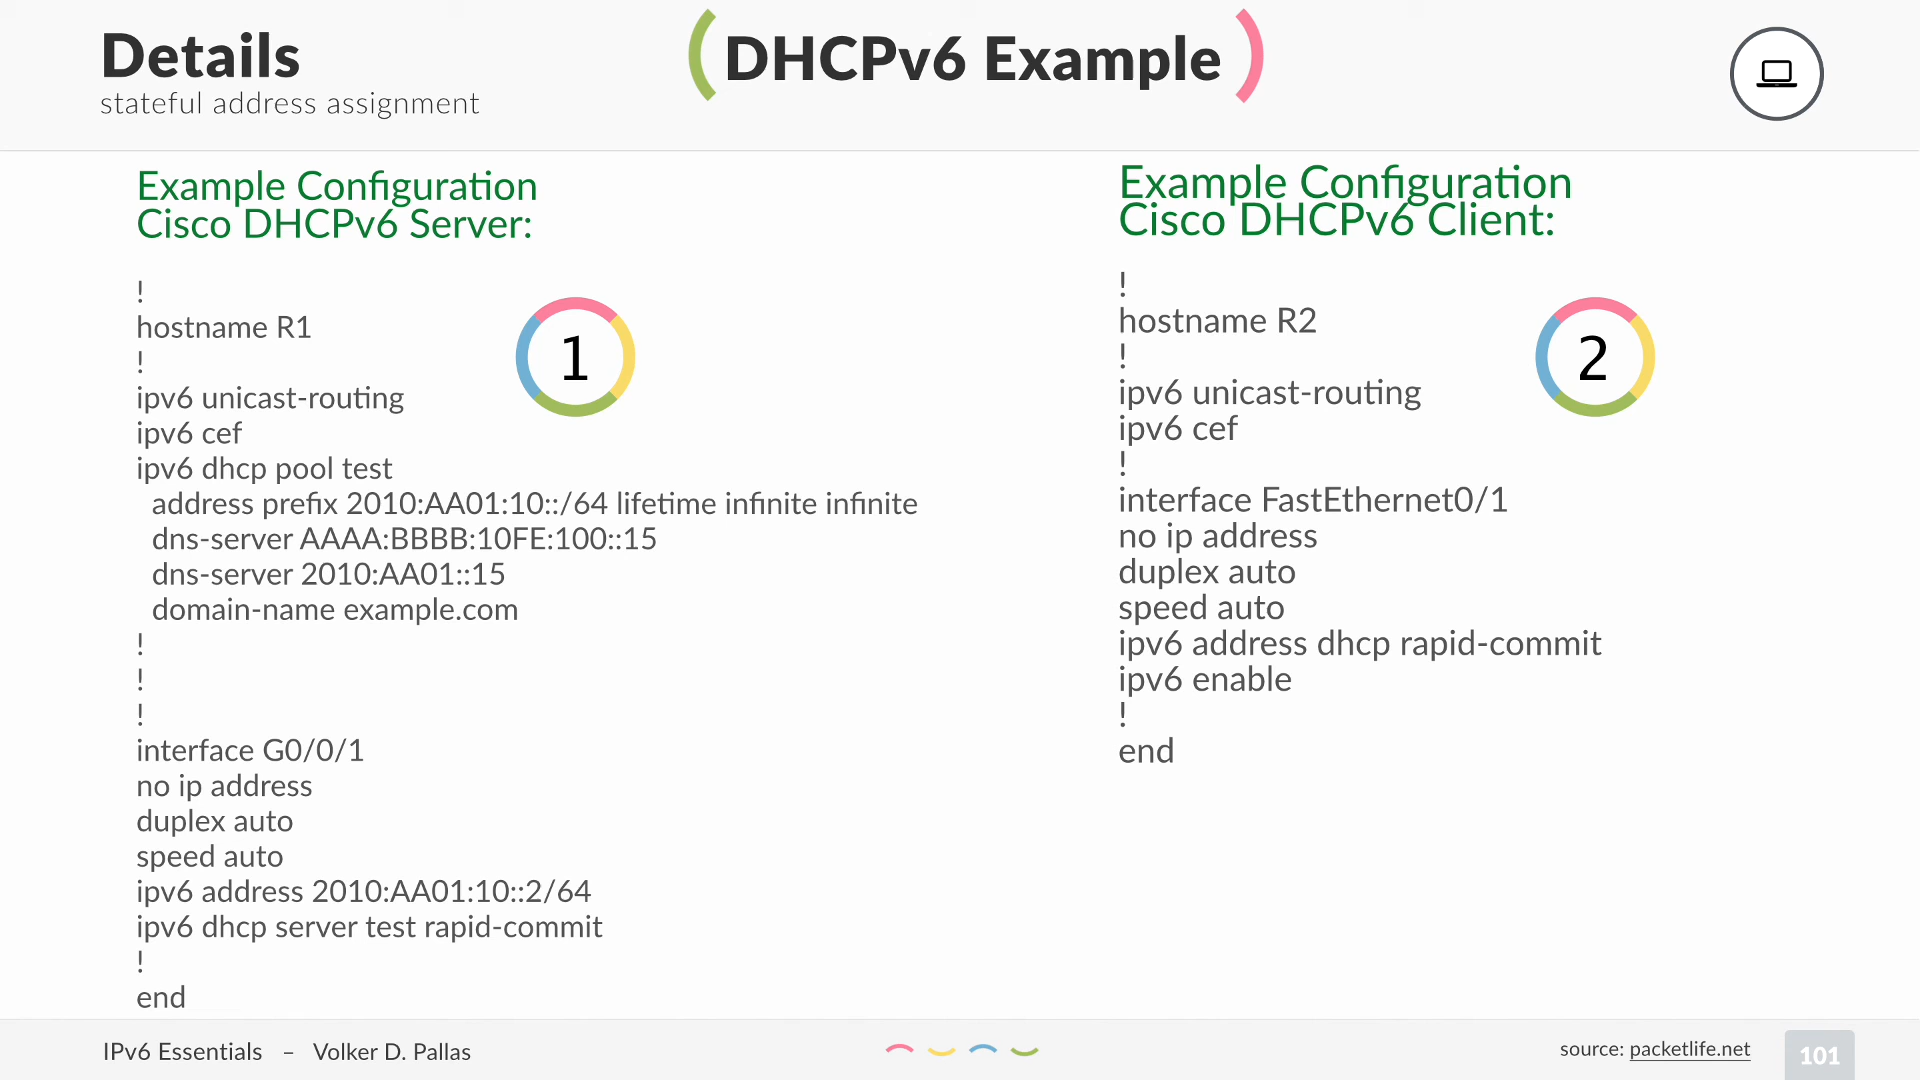 Details
stateful address assignment
DHCPv6 Example
Example Configuration
Cisco DHCPv6 Server:
!
hostname R1
!
ipv6 unicast-routing
ipv6 cef
ipv6 dhcp pool test
address prefix 2010:AA01:10::/64 lifetime infinite infinite
dns-server AAAA:BBBB:10FE:100::15
dns-server 2010:AA01::15
domain-name example.com
!
!
!
interface G0/0/1
no ip address
duplex auto
speed auto
ipv6 address 2010:AA01:10::2/64
ipv6 dhcp server test rapid-commit
!
end
1
Example Configuration
Cisco DHCPv6 Client:
!
hostname R2
!
ipv6 unicast-routing
ipv6 cef
!
interface FastEthernet0/1
no ip address
duplex auto
speed auto
ipv6 address dhcp rapid-commit
ipv6 enable
!
end
2
IPv6 Essentials – Volker D. Pallas
source: packetlife.net
101